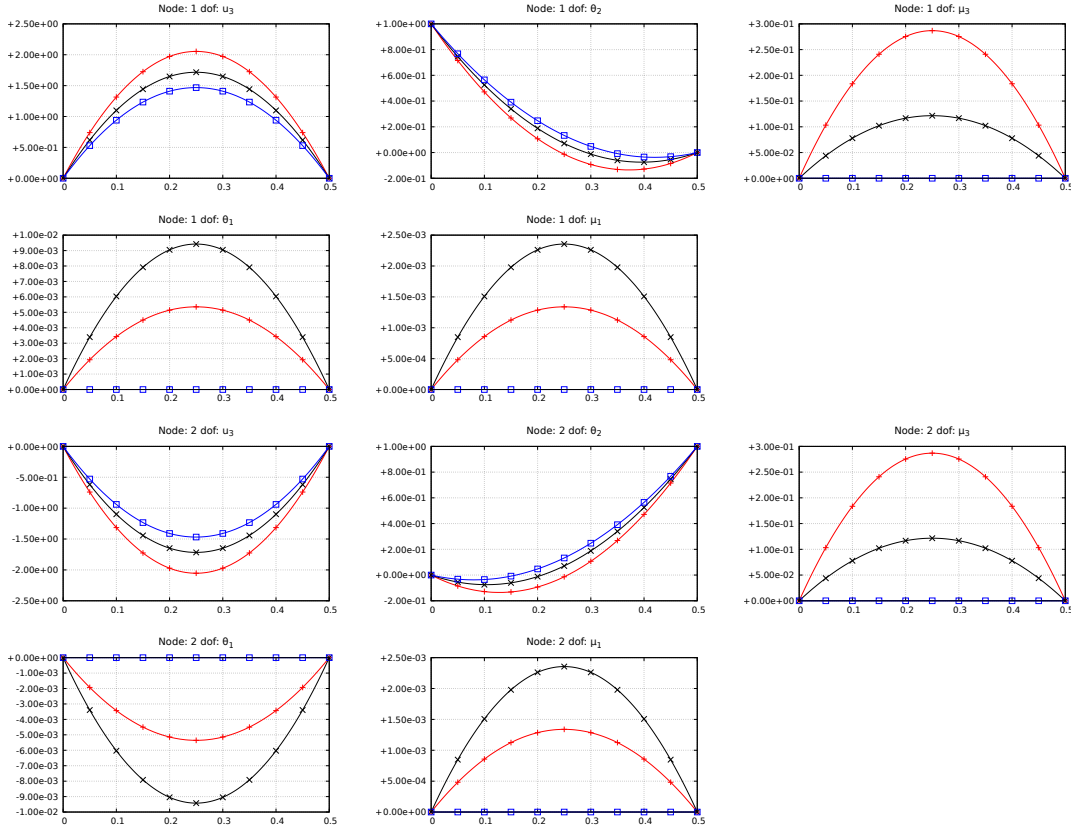 Node: 1 dof: u3
+2.50e+00
+2.00e+00
+1.50e+00
+1.00e+00
+5.00e-01
+0.00e+00
0 0.1 0.2 0.3 0.4 0.5
Node: 1 dof: θ2
+1.00e+00
+8.00e-01
+6.00e-01
+4.00e-01
+2.00e-01
+0.00e+00
-2.00e-01
0 0.1 0.2 0.3 0.4 0.5
Node: 1 dof: μ3
+3.00e-01
+2.50e-01
+2.00e-01
+1.50e-01
+1.00e-01
+5.00e-02
+0.00e+00
0 0.1 0.2 0.3 0.4 0.5
Node: 1 dof: θ1
+1.00e-02
+9.00e-03
+8.00e-03
+7.00e-03
+6.00e-03
+5.00e-03
+4.00e-03
+3.00e-03
+2.00e-03
+1.00e-03
+0.00e+00
0 0.1 0.2 0.3 0.4 0.5
Node: 1 dof: μ1
+2.50e-03
+2.00e-03
+1.50e-03
+1.00e-03
+5.00e-04
+0.00e+00
0 0.1 0.2 0.3 0.4 0.5
Node: 2 dof: u3
+0.00e+00
-5.00e-01
-1.00e+00
-1.50e+00
-2.00e+00
-2.50e+00
0 0.1 0.2 0.3 0.4 0.5
Node: 2 dof: θ2
+1.00e+00
+8.00e-01
+6.00e-01
+4.00e-01
+2.00e-01
+0.00e+00
-2.00e-01
0 0.1 0.2 0.3 0.4 0.5
Node: 2 dof: μ3
+3.00e-01
+2.50e-01
+2.00e-01
+1.50e-01
+1.00e-01
+5.00e-02
+0.00e+00
0 0.1 0.2 0.3 0.4 0.5
Node: 2 dof: θ1
+0.00e+00
-1.00e-03
-2.00e-03
-3.00e-03
-4.00e-03
-5.00e-03
-6.00e-03
-7.00e-03
-8.00e-03
-9.00e-03
-1.00e-02
0 0.1 0.2 0.3 0.4 0.5
Node: 2 dof: μ1
+2.50e-03
+2.00e-03
+1.50e-03
+1.00e-03
+5.00e-04
+0.00e+00
0 0.1 0.2 0.3 0.4 0.5